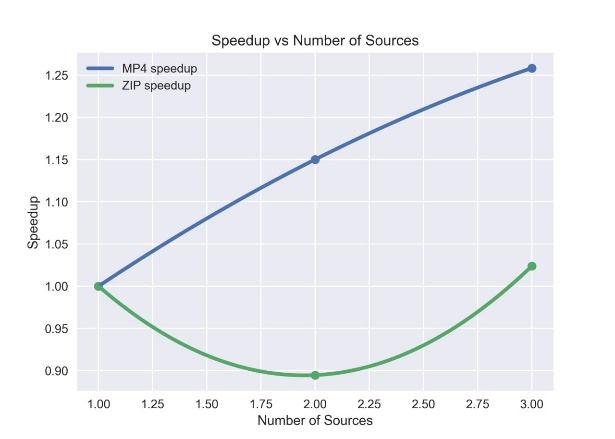 Speedup vs Number of Sources
MP4 speedup
ZIP speedup
1.25
1.20
1.15
1.10
1.05
1.00
0.95
0.90
Speedup
1.00 1.25 1.50 1.75 2.00 2.25 2.50 2.75 3.00
Number of Sources